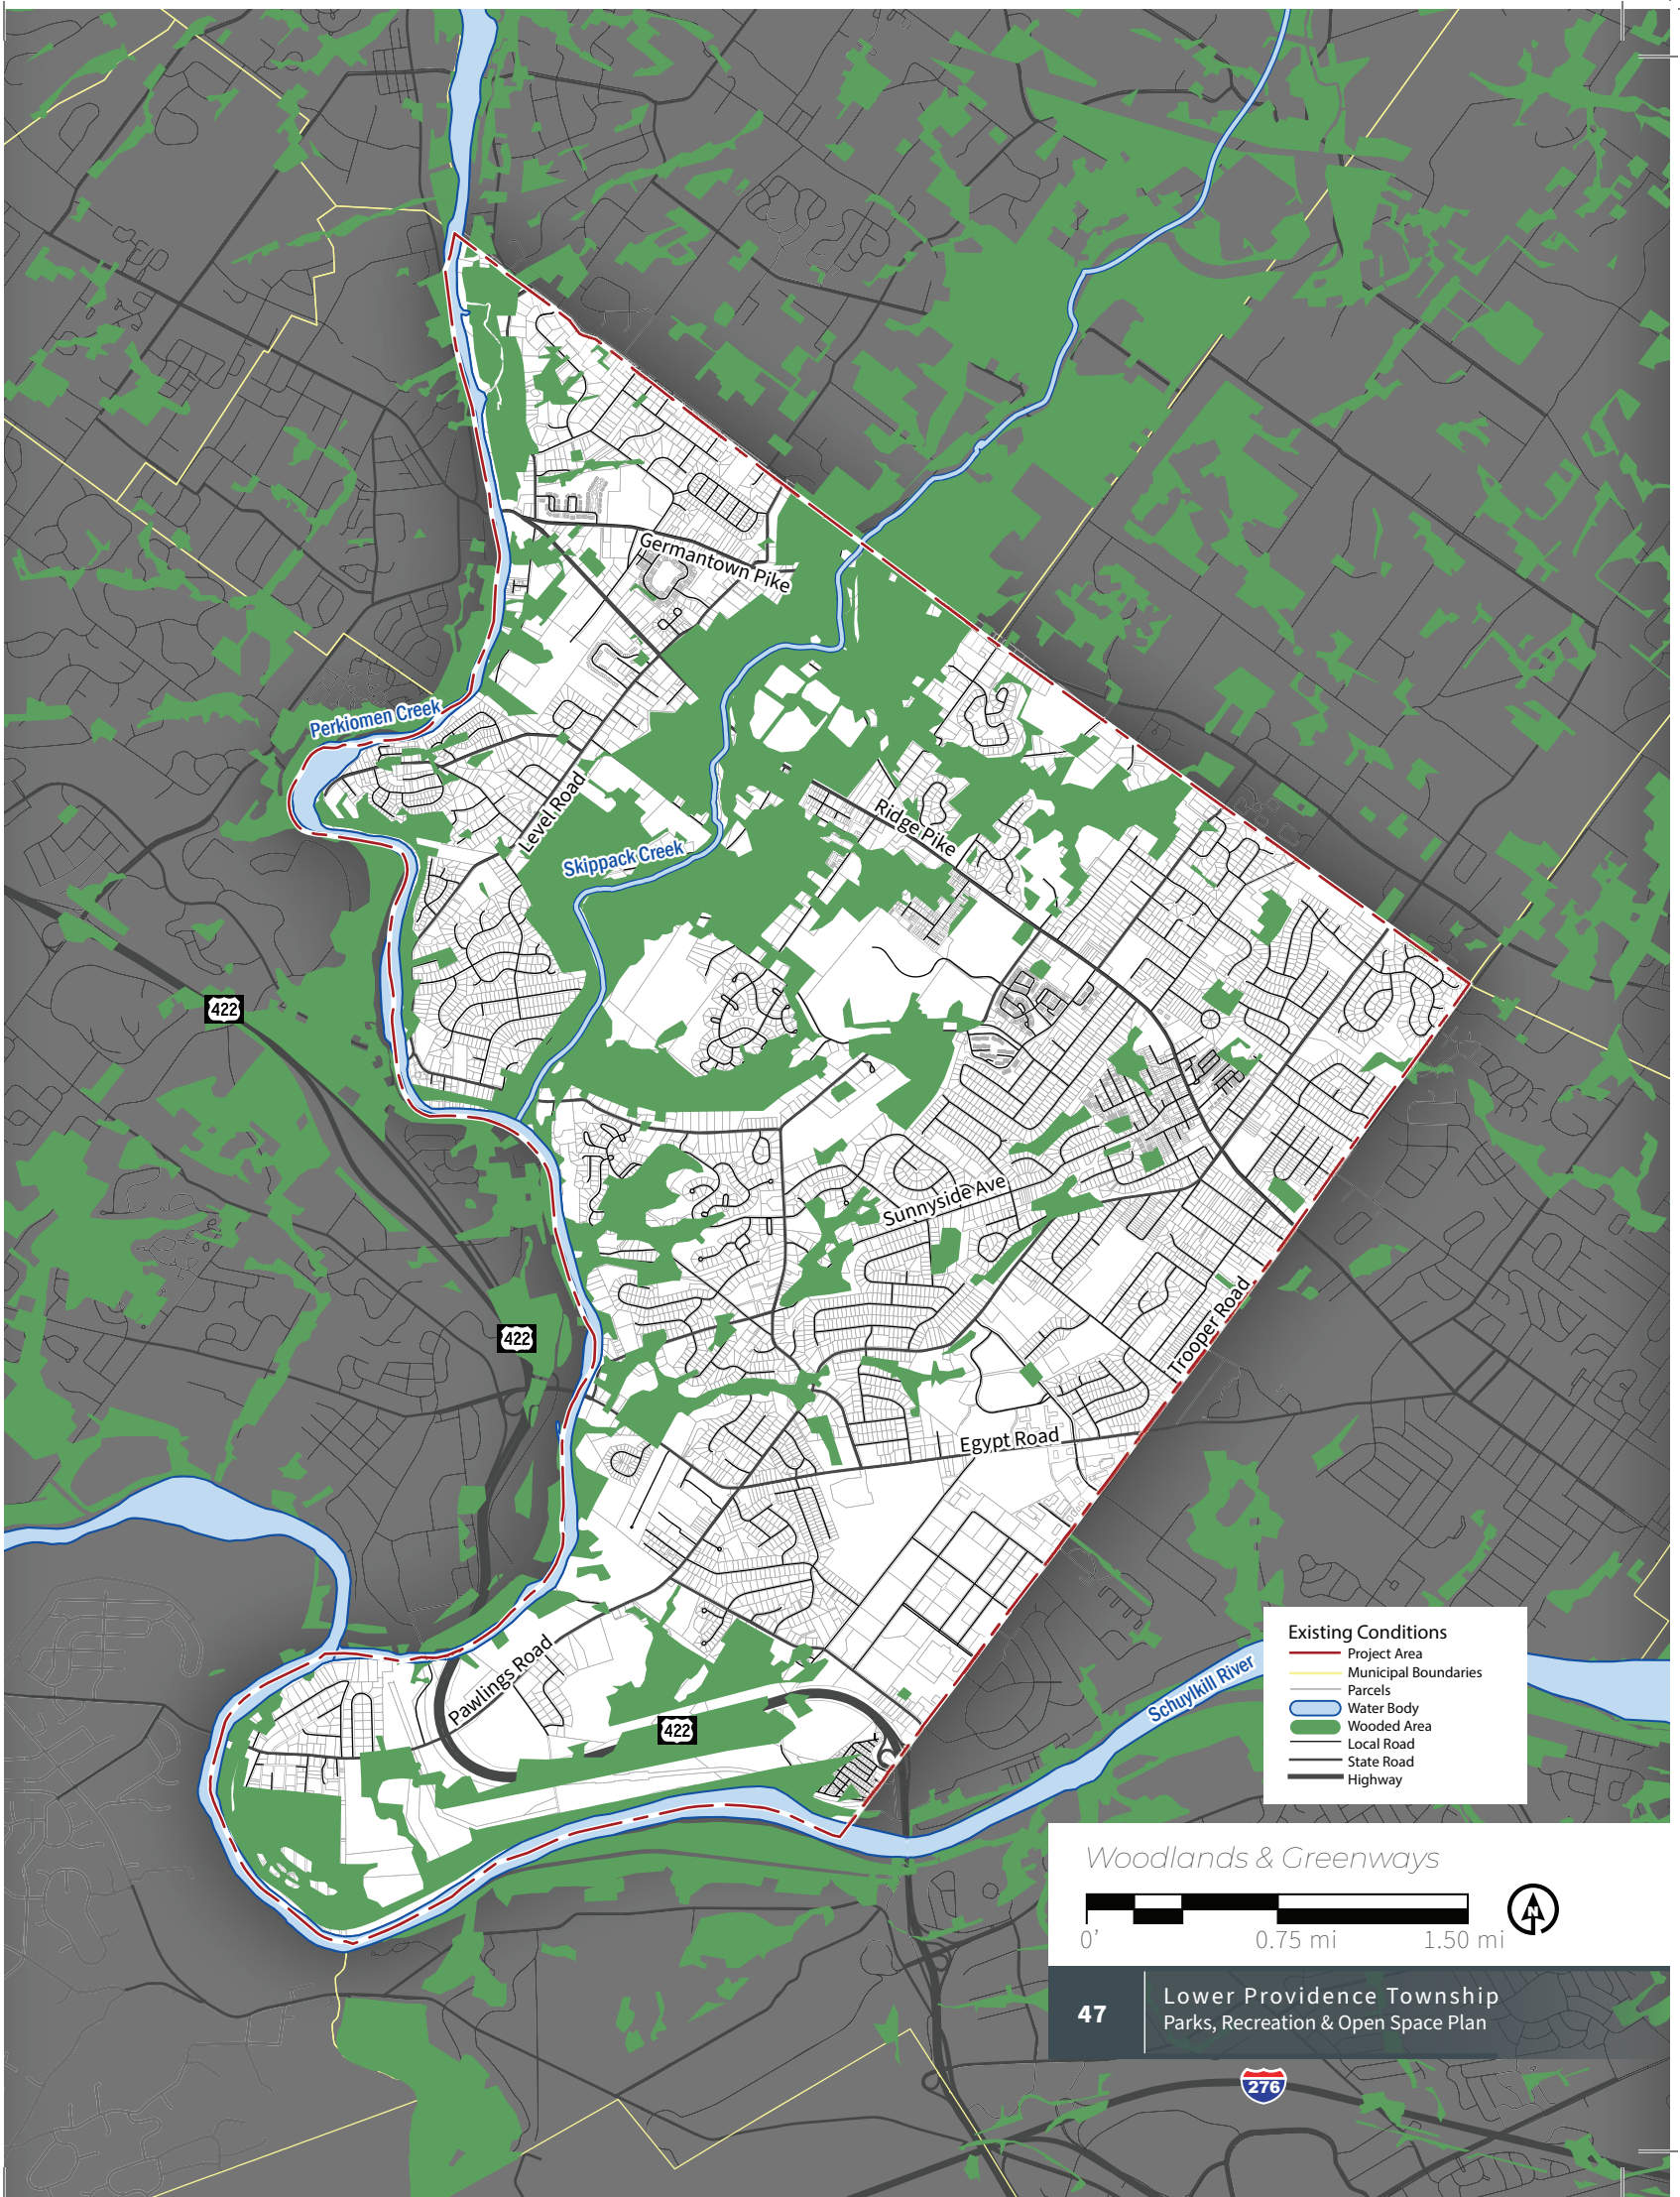 Germantown Pike
Perkiomen Creek
Level Road
Ridge Pike
Skippack Creek
422
Sunnyside Ave
422
Trooper Road
Egypt Road
Pawlings Road
422
Schuylkill River
Existing Conditions
Project Area
Municipal Boundaries
Parcels
Water Body
Wooded Area
Local Road
State Road
Highway
Woodlands & Greenways
N
0’ 0.75 mi 1.50 mi
47
Lower Providence Township
Parks, Recreation & Open Space Plan
276